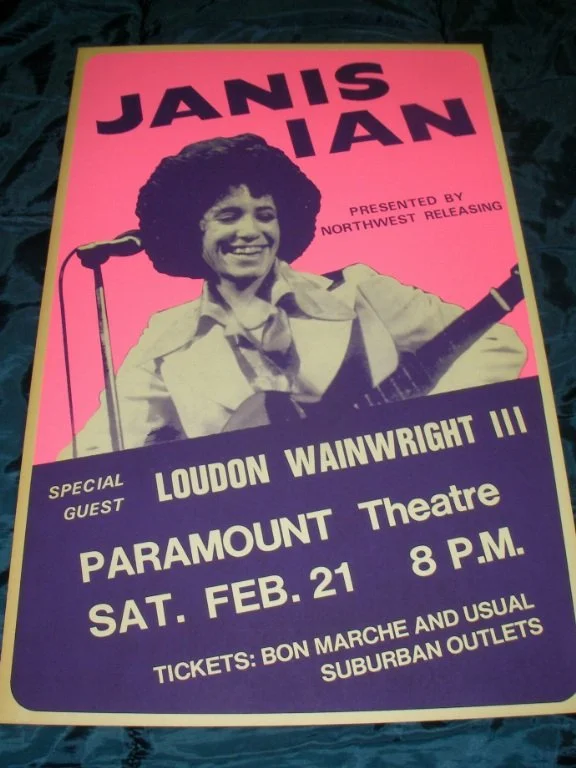 JANIS
IAN
PRESENTED BY
NORTHWEST RELEASING
SPECIAL
GUEST
LOUDON WAINWRIGHT III
PARAMOUNT Theatre
SAT. FEB. 21 8 P.M.
TICKETS: BON MARCHE AND USUAL
SUBURBAN OUTLETS